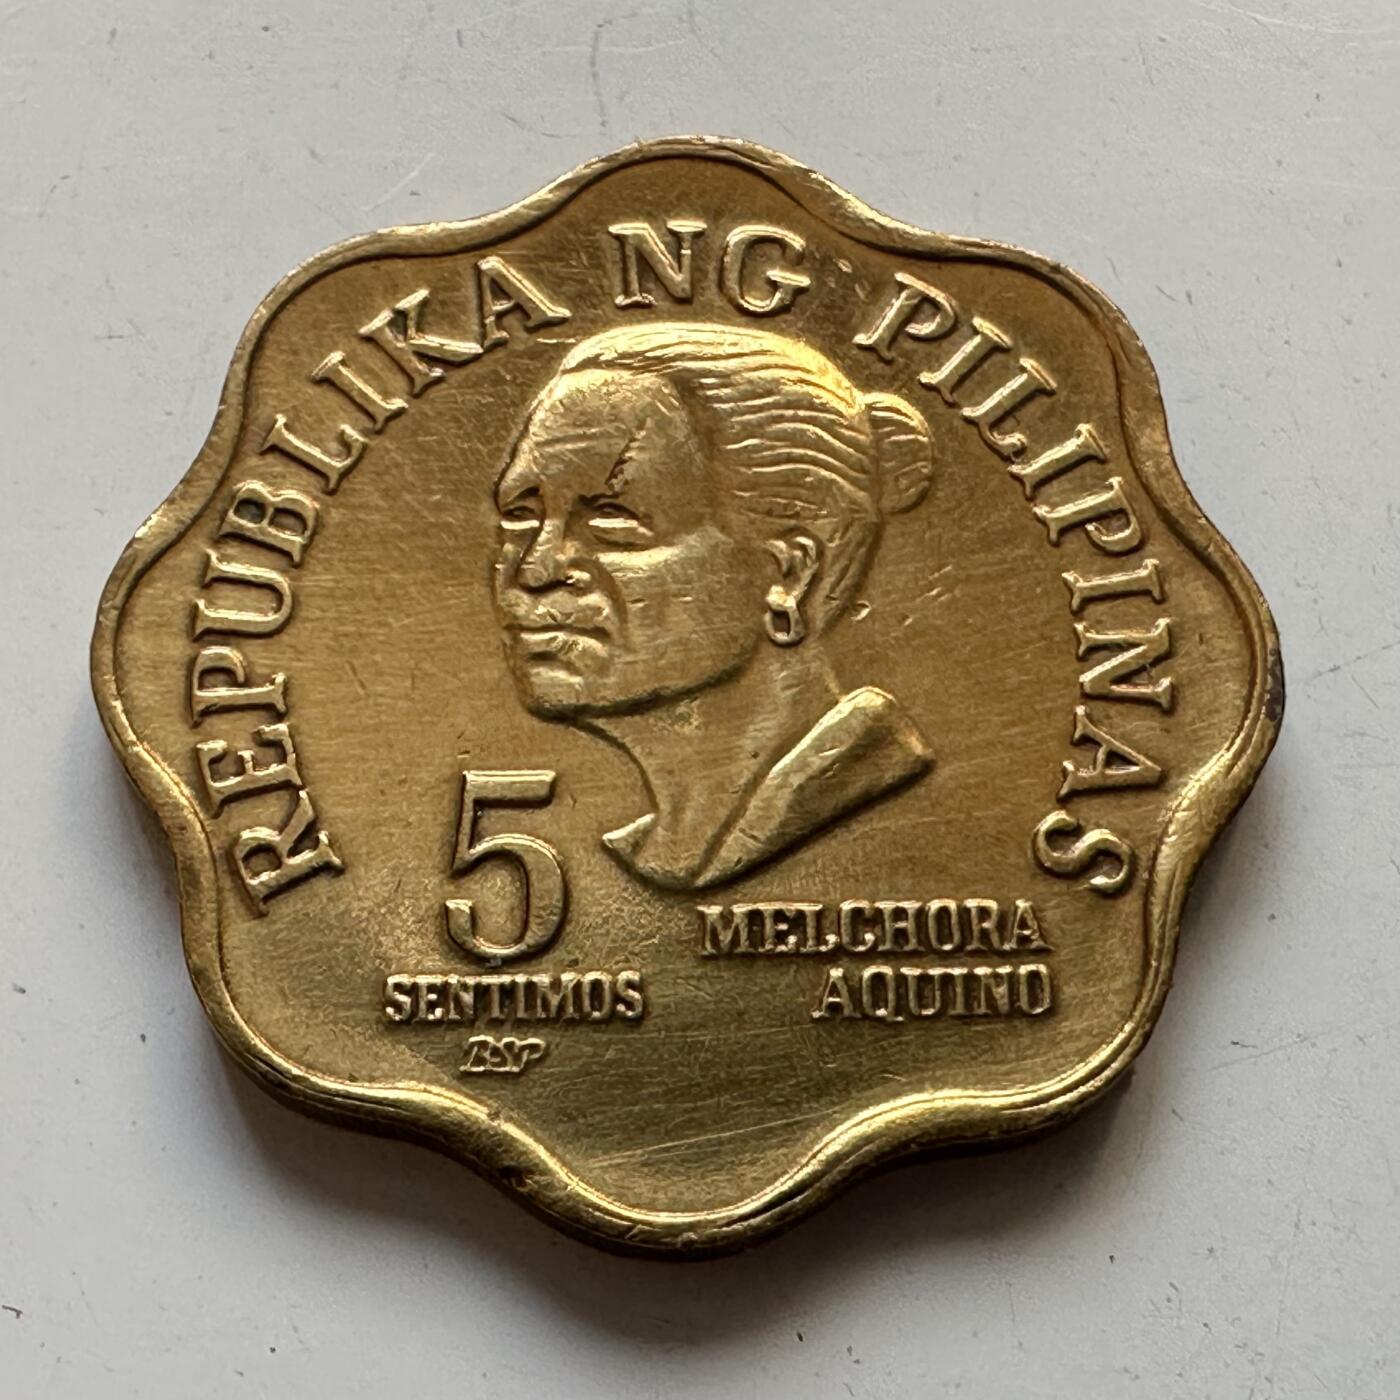 REPUBLIKA NG PILIPINAS
5
SENTIMOS
BSP
MELCHORA
AQUINO